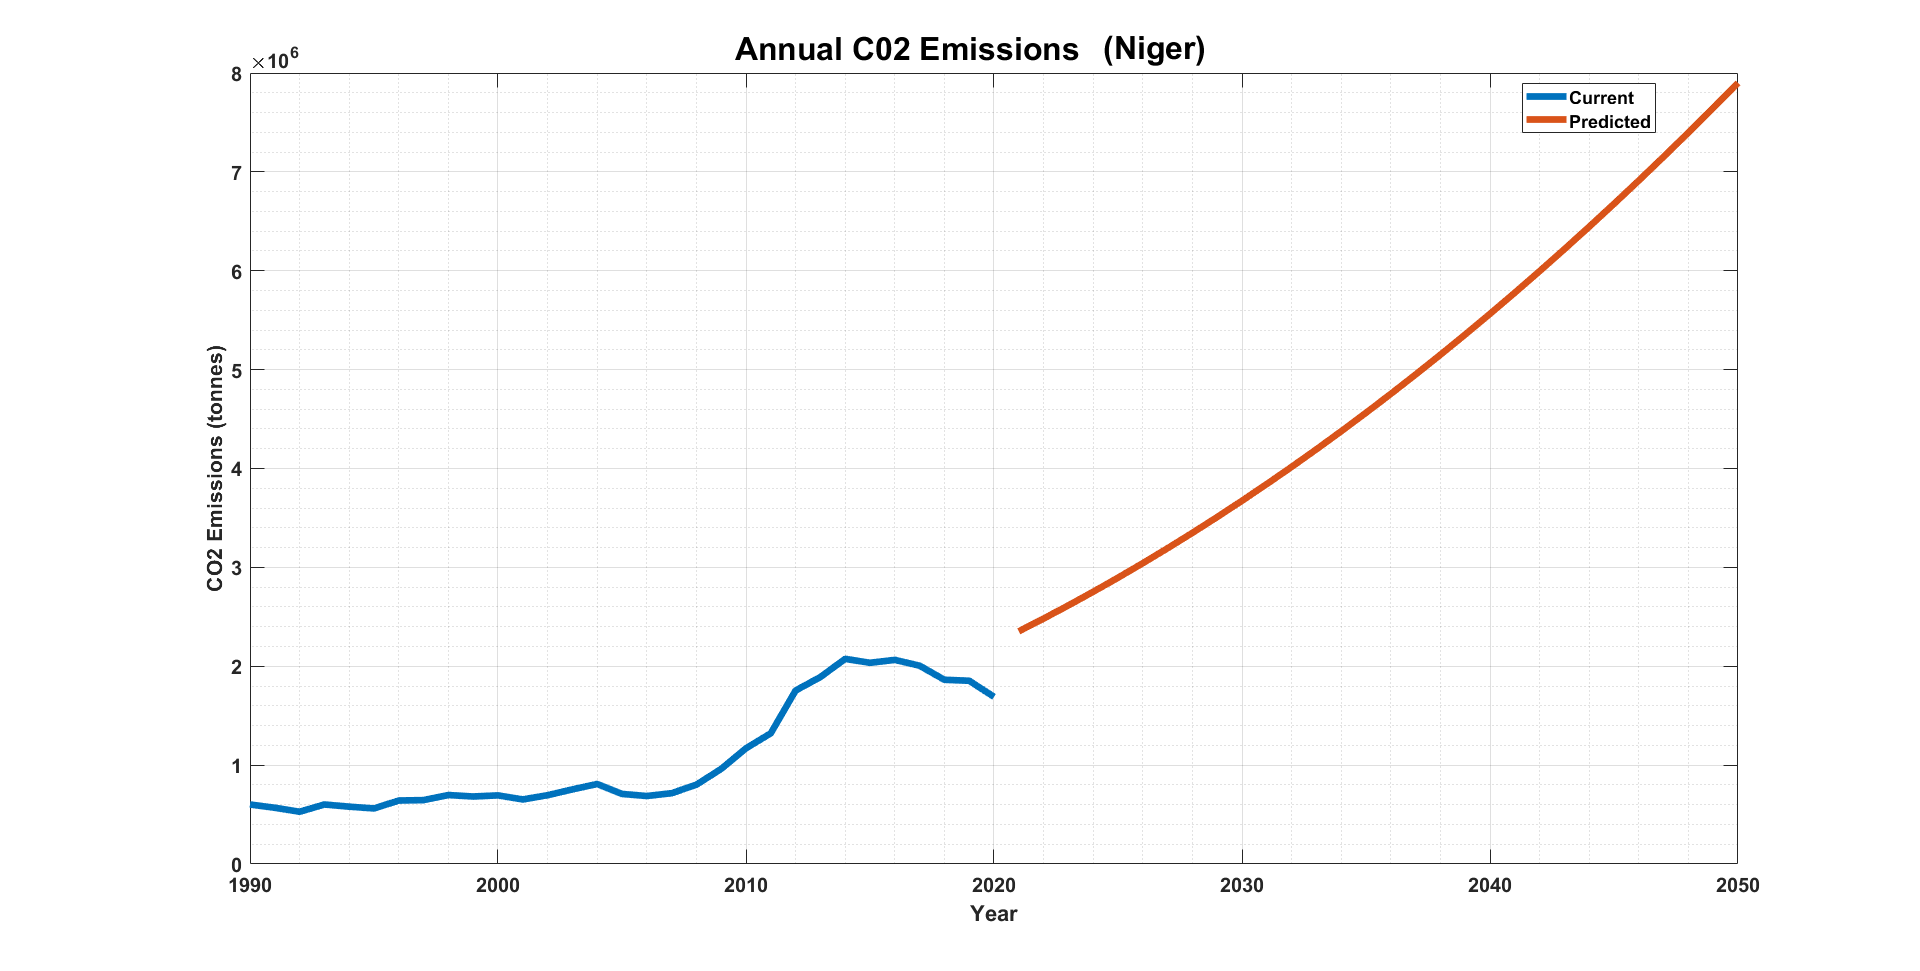 Annual C02 Emissions (Niger)
×10^6
8
7
6
5
4
3
2
1
0
CO2 Emissions (tonnes)
Current
Predicted
1990 2000 2010 2020 2030 2040 2050
Year